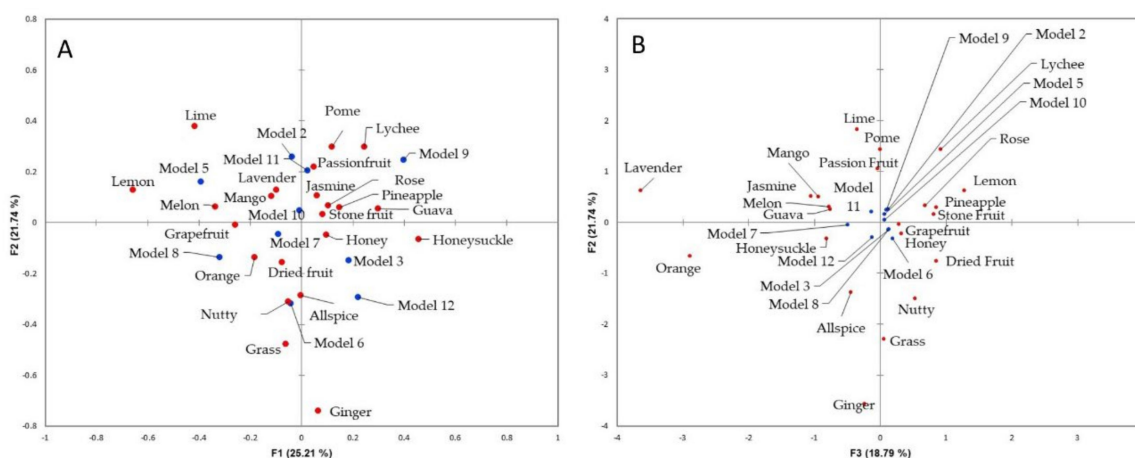 A
0.8
0.6
0.4
0.2
0
-0.2
-0.4
-0.6
-0.8
F2 (21.74 %)
Lime
Pome
Lychee
Model 2
Model 11
Passionfruit
Model 9
Model 5
Lemon
Lavender
Jasmine
Rose
Mango
Pineapple
Melon
Model 10
Stone fruit
Guava
Grapefruit
Model 7
Honey
Honeysuckle
Model 8
Orange
Dried fruit
Model 3
Nutty
Allspice
Model 12
Grass
Model 6
Ginger
-1 -0.8 -0.6 -0.4 -0.2 0 0.2 0.4 0.6 0.8 1
F1 (25.21 %)
B
4
3
2
1
0
-1
-2
-3
-4
F2 (21.74 %)
Model 9
Model 2
Lychee
Model 5
Model 10
Lime
Pome
Rose
Lavender
Mango
Passion Fruit
Lemon
Jasmine
Model
11
Pineapple
Melon
Stone Fruit
Guava
Grapefruit
Model 7
Honey
Honeysuckle
Model 12
Dried Fruit
Orange
Model 6
Model 3
Model 8
Nutty
Allspice
Grass
Ginger
-4 -3 -2 -1 0 1 2 3
F3 (18.79 %)